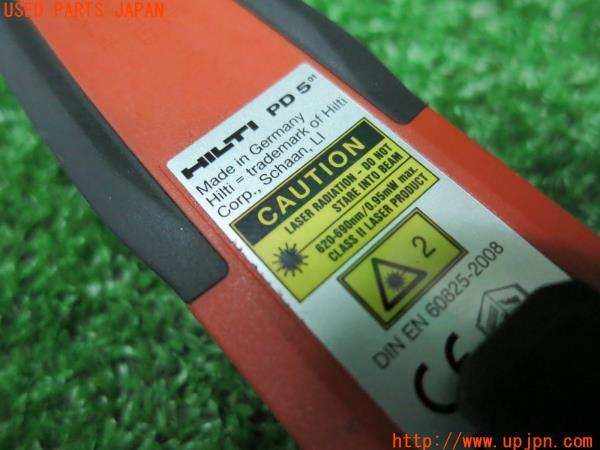 USED PARTS JAPAN
HILTI PD 5 01
Made in Germany
Hilti = trademark of Hilti
Corp., Schaan, LI
CAUTION
LASER RADIATION - DO NOT
STARE INTO BEAM
620-690nm/0.95mW max.
CLASS II LASER PRODUCT
2
DIN EN 60825-2008
CE
http://www.upjpn.com/